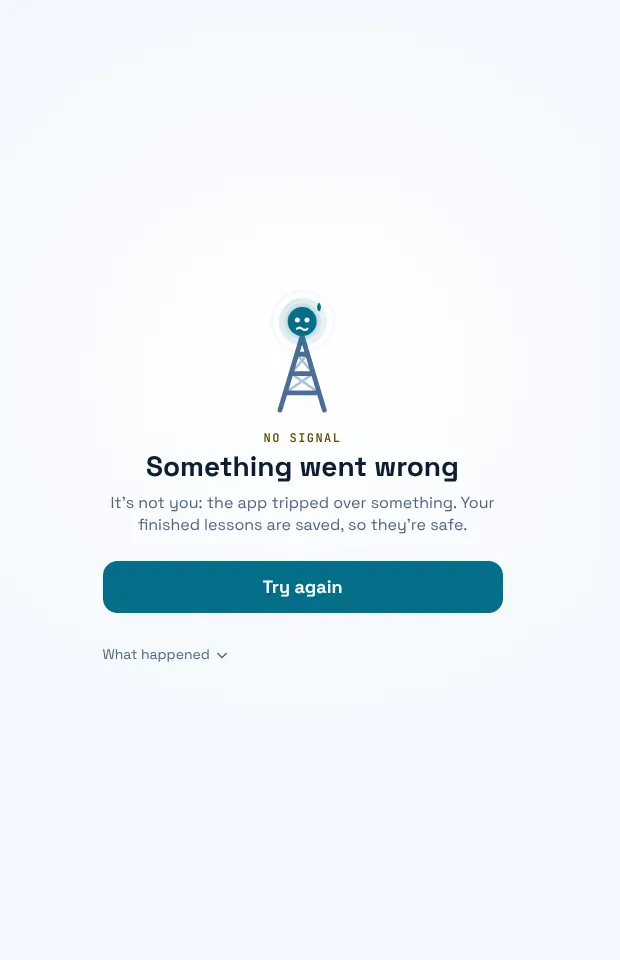 NO SIGNAL
Something went wrong
It's not you: the app tripped over something. Your
finished lessons are saved, so they're safe.
Try again
What happened